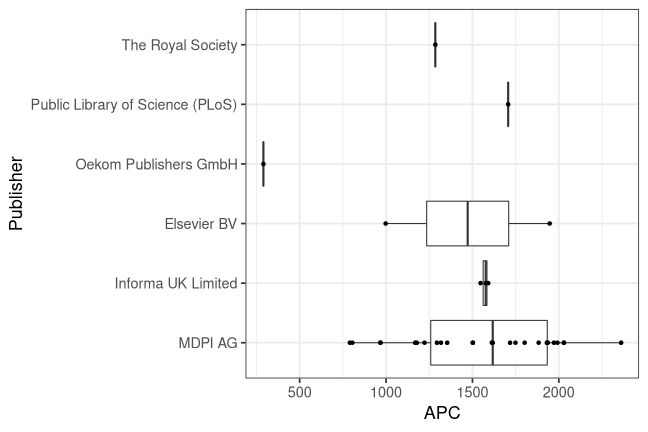 The Royal Society
Public Library of Science (PLoS)
Oekom Publishers GmbH
Elsevier BV
Informa UK Limited
MDPI AG
Publisher
500 1000 1500 2000
APC